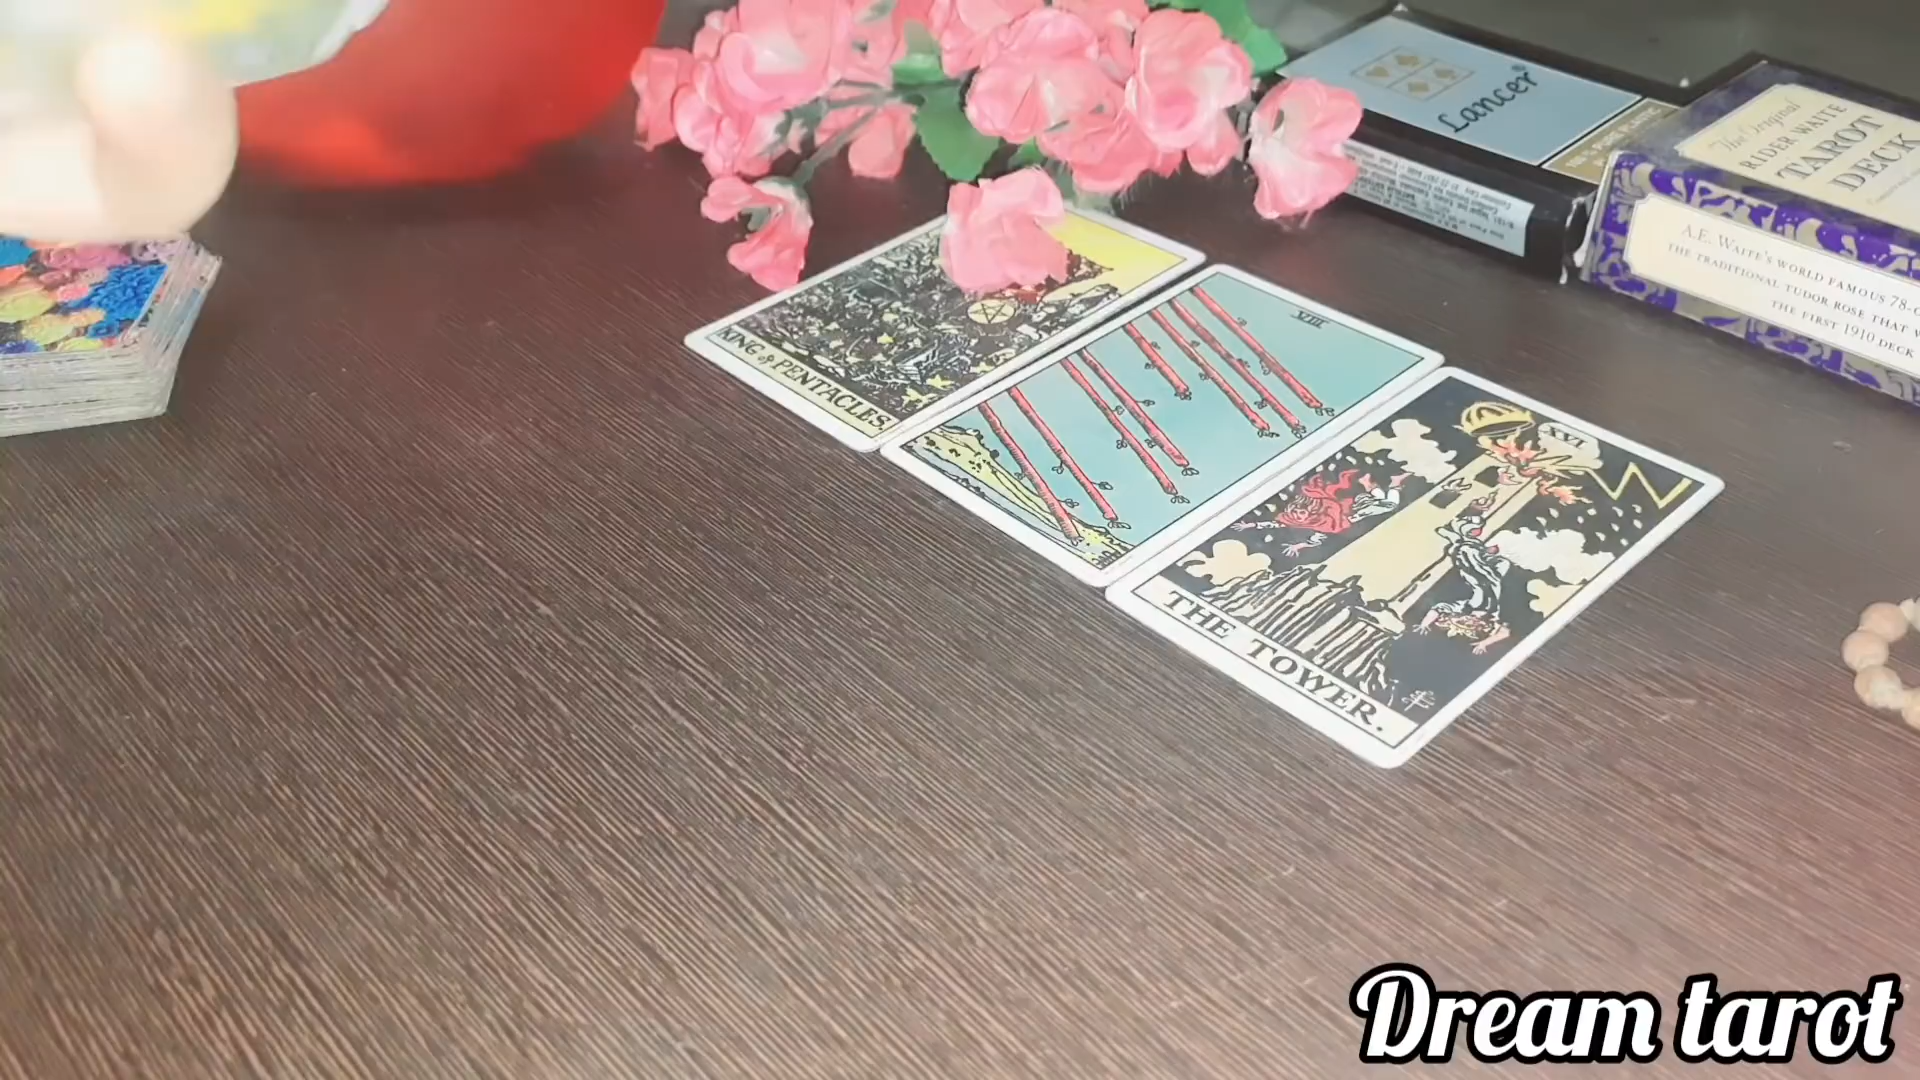 Lancer®
The Original
RIDER WAITE
TAROT
DECK
A.E. WAITE'S WORLD FAMOUS 78-C
THE TRADITIONAL TUDOR ROSE THAT
THE FIRST 1910 DECK
KING of PENTACLES.
VIII
XVI
THE TOWER.
Dream tarot